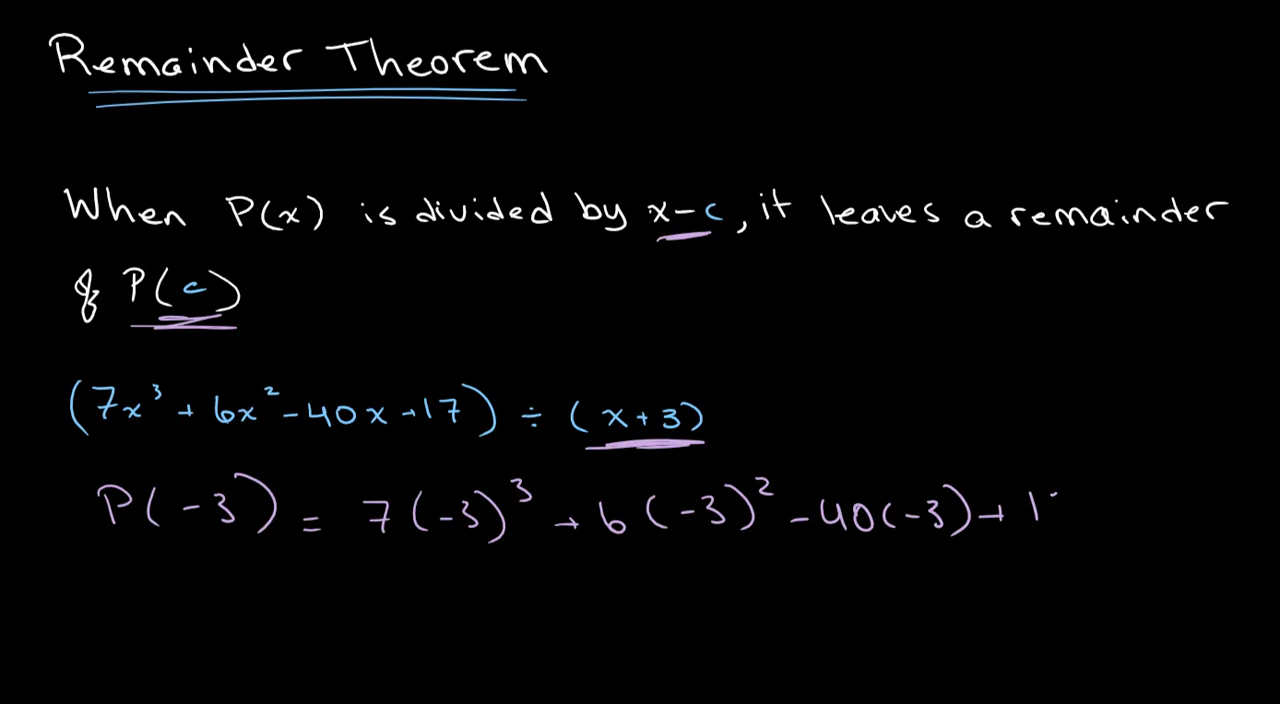 Remainder Theorem
When P(x) is divided by x-c, it leaves a remainder
of P(c)
(7x³ + 6x² - 40x + 17) ÷ (x+3)
P(-3) = 7(-3)³ + 6(-3)² - 40(-3) + 1